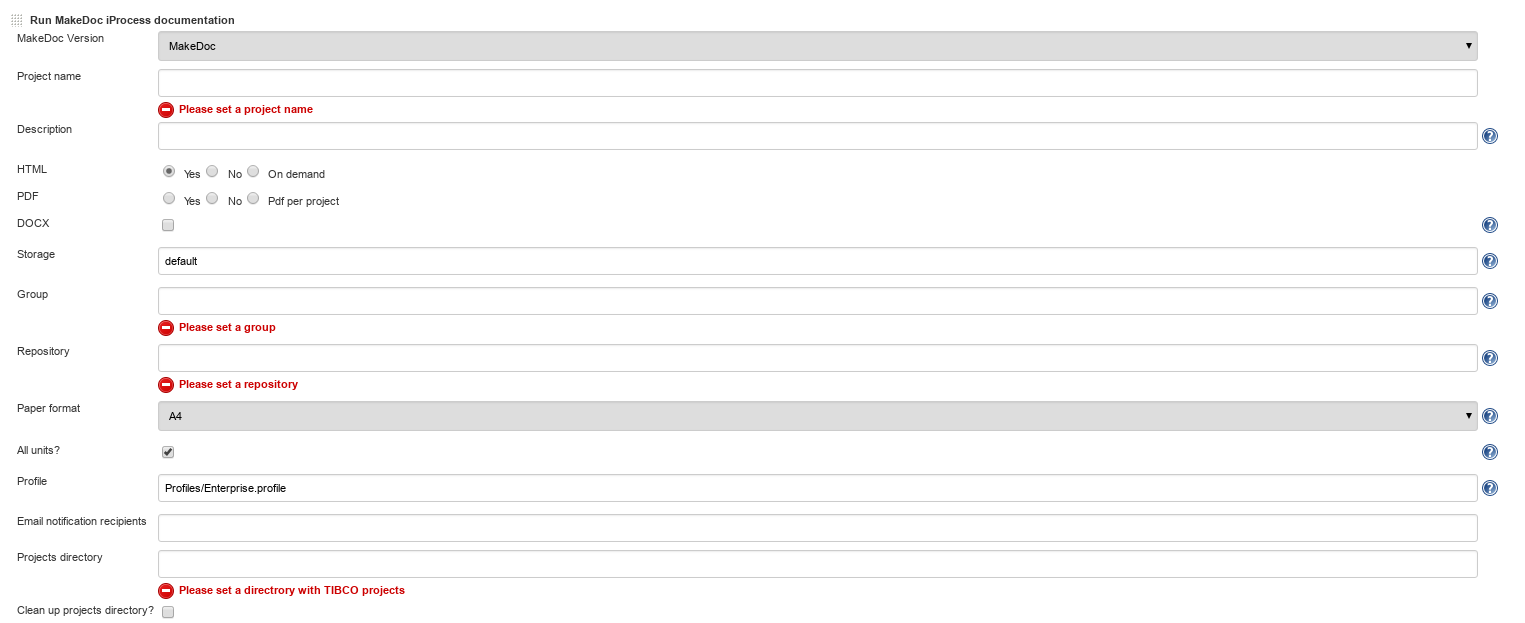 Run MakeDoc iProcess documentation
MakeDoc Version
MakeDoc
Project name
Please set a project name
Description
HTML
Yes No On demand
PDF
Yes No Pdf per project
DOCX
Storage
default
Group
Please set a group
Repository
Please set a repository
Paper format
A4
All units?
Profile
Profiles/Enterprise.profile
Email notification recipients
Projects directory
Please set a directrory with TIBCO projects
Clean up projects directory?